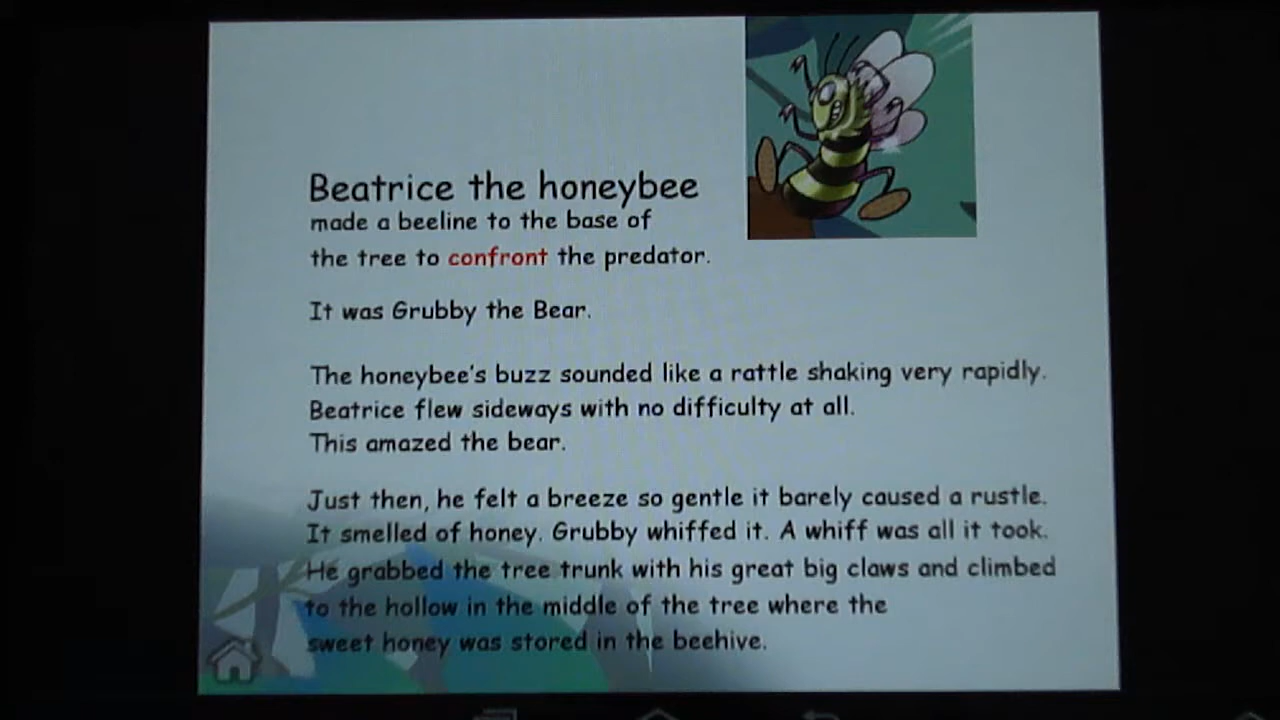 Beatrice the honeybee
made a beeline to the base of
the tree to confront the predator.
It was Grubby the Bear.
The honeybee's buzz sounded like a rattle shaking very rapidly.
Beatrice flew sideways with no difficulty at all.
This amazed the bear.
Just then, he felt a breeze so gentle it barely caused a rustle.
It smelled of honey. Grubby whiffed it. A whiff was all it took.
He grabbed the tree trunk with his great big claws and climbed
to the hollow in the middle of the tree where the
sweet honey was stored in the beehive.